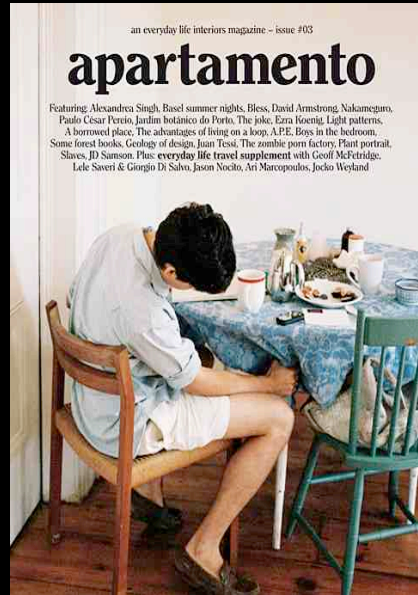 an everyday life interiors magazine – issue #03
apartamento
Featuring: Alexandrea Singh, Basel summer nights, Bless, David Armstrong, Nakameguro,
Paulo César Pereio, Jardim botánico do Porto, The joke, Ezra Koenig, Light patterns,
A borrowed place, The advantages of living on a loop, A.P.E, Boys in the bedroom,
Some forest books, Geology of design, Juan Tessi, The zombie porn factory, Plant portrait,
Slaves, JD Samson. Plus: everyday life travel supplement with Geoff McFetridge,
Lele Saveri & Giorgio Di Salvo, Jason Nocito, Ari Marcopoulos, Jocko Weyland